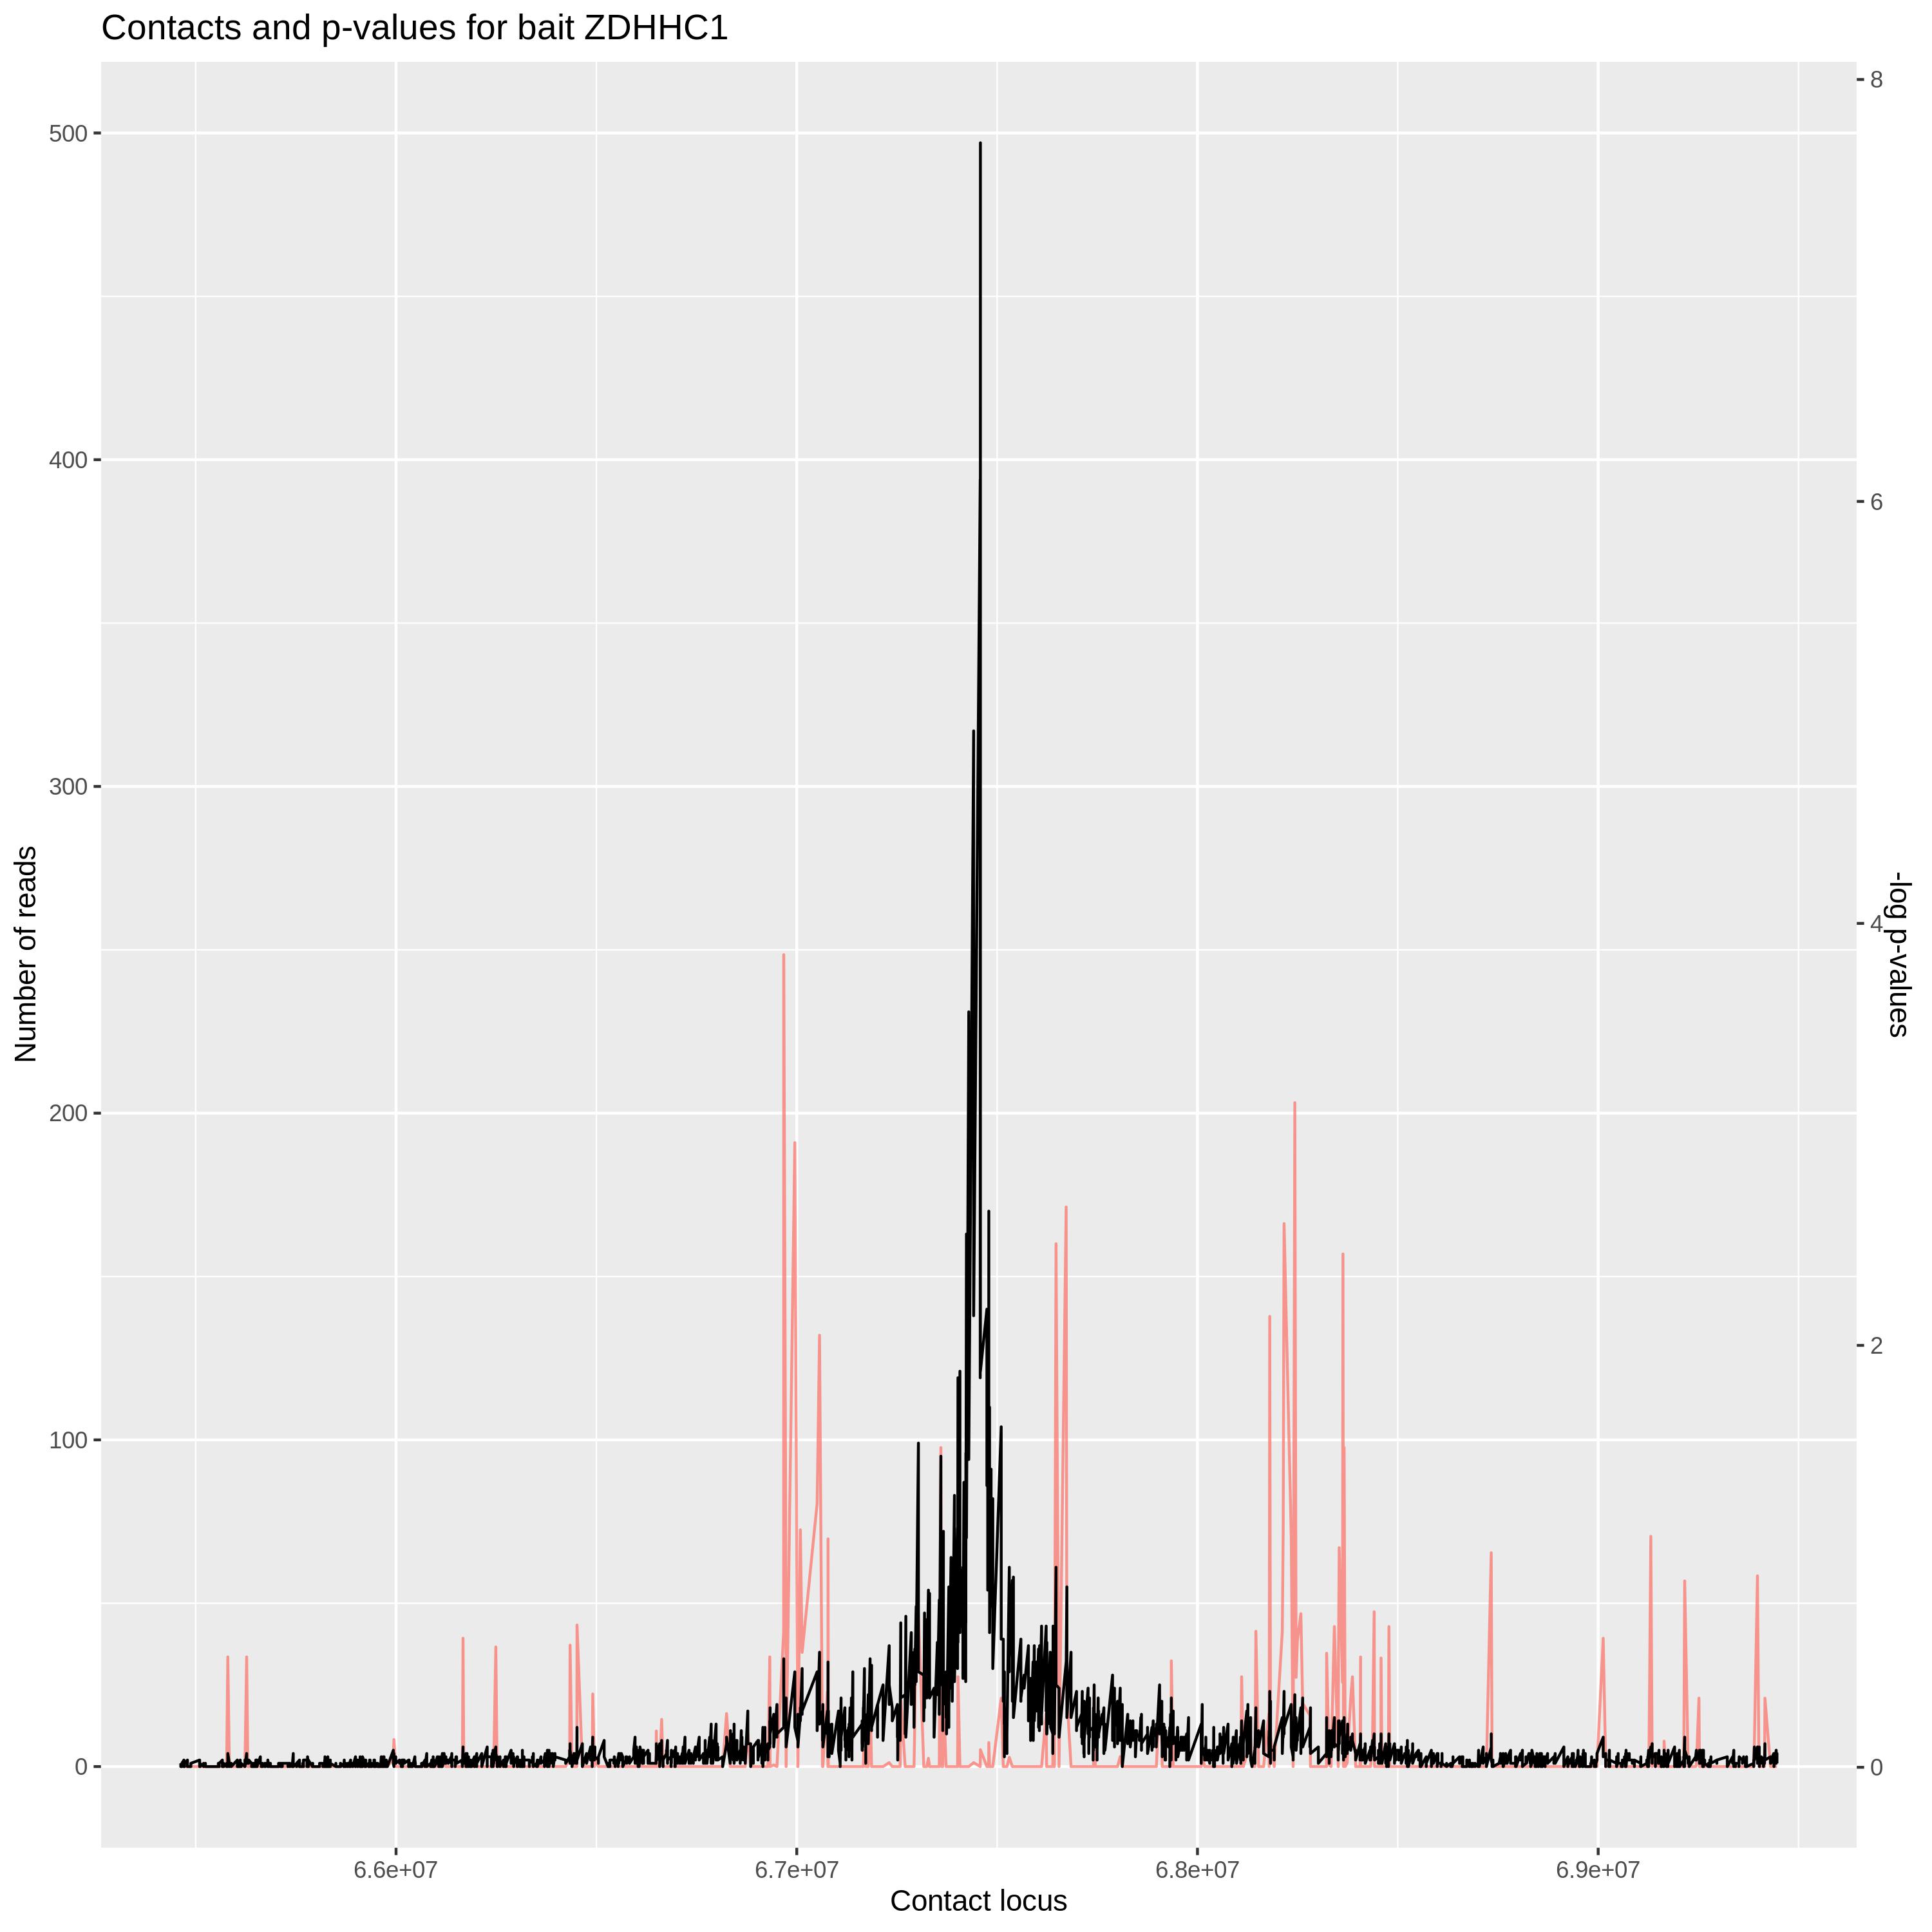 Contacts and p-values for bait ZDHHC1
500
400
300
200
100
0
Number of reads
8
6
4
2
0
-log p-values
6.6e+07
6.7e+07
6.8e+07
6.9e+07
Contact locus